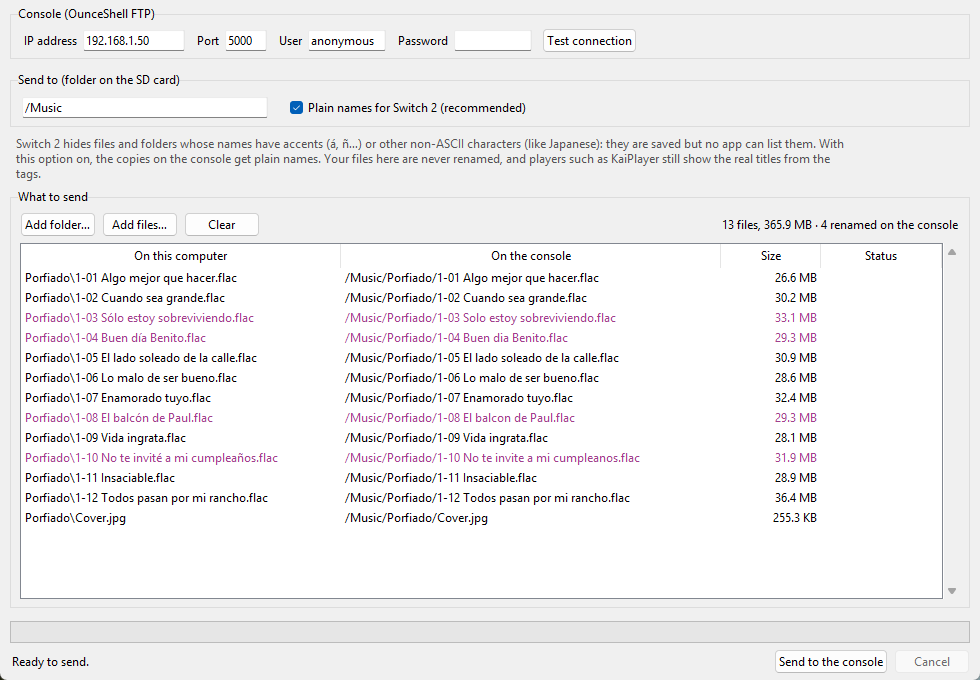 Console (OunceShell FTP)
IP address 192.168.1.50 Port 5000 User anonymous Password Test connection
Send to (folder on the SD card)
/Music Plain names for Switch 2 (recommended)
Switch 2 hides files and folders whose names have accents (á, ñ...) or other non-ASCII characters (like Japanese): they are saved but no app can list them. With
this option on, the copies on the console get plain names. Your files here are never renamed, and players such as KaiPlayer still show the real titles from the
tags.
What to send
Add folder... Add files... Clear 13 files, 365.9 MB · 4 renamed on the console
On this computer On the console Size Status
Porfiado\1-01 Algo mejor que hacer.flac /Music/Porfiado/1-01 Algo mejor que hacer.flac 26.6 MB
Porfiado\1-02 Cuando sea grande.flac /Music/Porfiado/1-02 Cuando sea grande.flac 30.2 MB
Porfiado\1-03 Sólo estoy sobreviviendo.flac /Music/Porfiado/1-03 Solo estoy sobreviviendo.flac 33.1 MB
Porfiado\1-04 Buen día Benito.flac /Music/Porfiado/1-04 Buen dia Benito.flac 29.3 MB
Porfiado\1-05 El lado soleado de la calle.flac /Music/Porfiado/1-05 El lado soleado de la calle.flac 30.9 MB
Porfiado\1-06 Lo malo de ser bueno.flac /Music/Porfiado/1-06 Lo malo de ser bueno.flac 28.6 MB
Porfiado\1-07 Enamorado tuyo.flac /Music/Porfiado/1-07 Enamorado tuyo.flac 32.4 MB
Porfiado\1-08 El balcón de Paul.flac /Music/Porfiado/1-08 El balcon de Paul.flac 29.3 MB
Porfiado\1-09 Vida ingrata.flac /Music/Porfiado/1-09 Vida ingrata.flac 28.1 MB
Porfiado\1-10 No te invité a mi cumpleaños.flac /Music/Porfiado/1-10 No te invite a mi cumpleanos.flac 31.9 MB
Porfiado\1-11 Insaciable.flac /Music/Porfiado/1-11 Insaciable.flac 28.9 MB
Porfiado\1-12 Todos pasan por mi rancho.flac /Music/Porfiado/1-12 Todos pasan por mi rancho.flac 36.4 MB
Porfiado\Cover.jpg /Music/Porfiado/Cover.jpg 255.3 KB
Ready to send. Send to the console Cancel